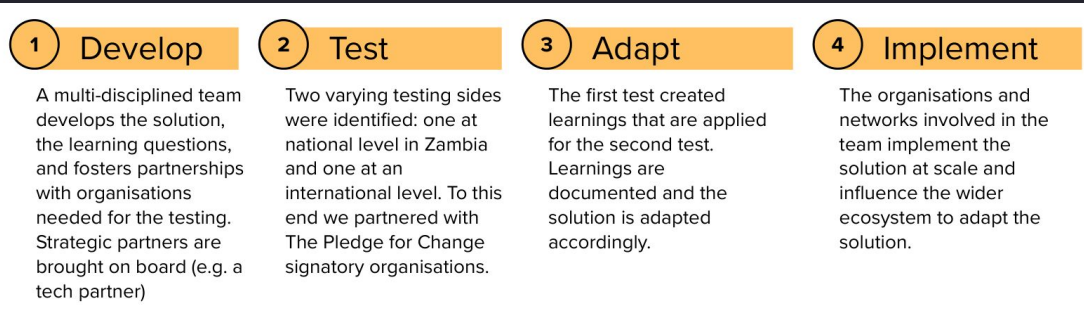 1 Develop
A multi-disciplined team
develops the solution,
the learning questions,
and fosters partnerships
with organisations
needed for the testing.
Strategic partners are
brought on board (e.g. a
tech partner)
2 Test
Two varying testing sides
were identified: one at
national level in Zambia
and one at an
international level. To this
end we partnered with
The Pledge for Change
signatory organisations.
3 Adapt
The first test created
learnings that are applied
for the second test.
Learnings are
documented and the
solution is adapted
accordingly.
4 Implement
The organisations and
networks involved in the
team implement the
solution at scale and
influence the wider
ecosystem to adapt the
solution.